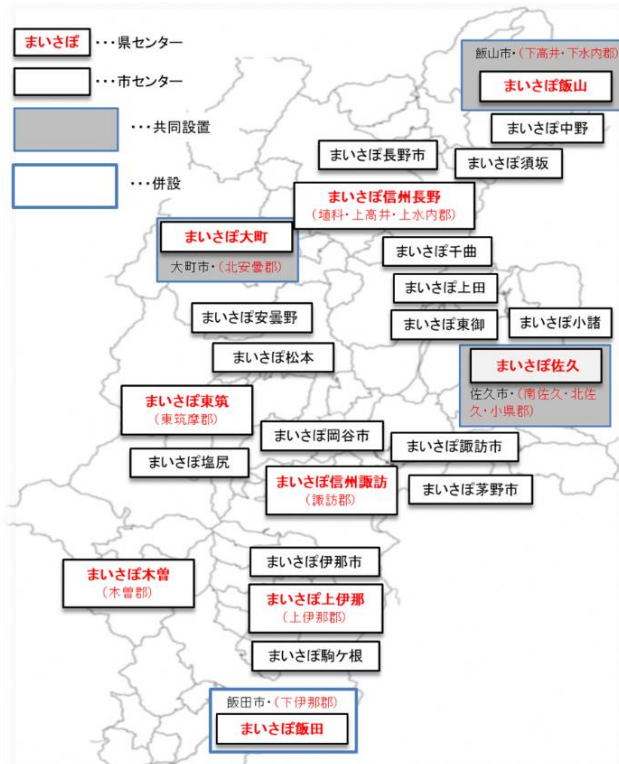 まいさぽ ・・・県センター
・・・市センター
・・・共同設置
・・・併設
飯山市・(下高井・下水内郡)
まいさぽ飯山
まいさぽ中野
まいさぽ長野市
まいさぽ須坂
まいさぽ信州長野
(埴科・上高井・上水内郡)
まいさぽ大町
大町市・(北安曇郡)
まいさぽ千曲
まいさぽ上田
まいさぽ安曇野
まいさぽ東御
まいさぽ小諸
まいさぽ松本
まいさぽ佐久
佐久市・(南佐久・北佐
久・小県郡)
まいさぽ東筑
(東筑摩郡)
まいさぽ岡谷市
まいさぽ諏訪市
まいさぽ塩尻
まいさぽ信州諏訪
(諏訪郡)
まいさぽ茅野市
まいさぽ伊那市
まいさぽ木曽
(木曽郡)
まいさぽ上伊那
(上伊那郡)
まいさぽ駒ケ根
飯田市・(下伊那郡)
まいさぽ飯田